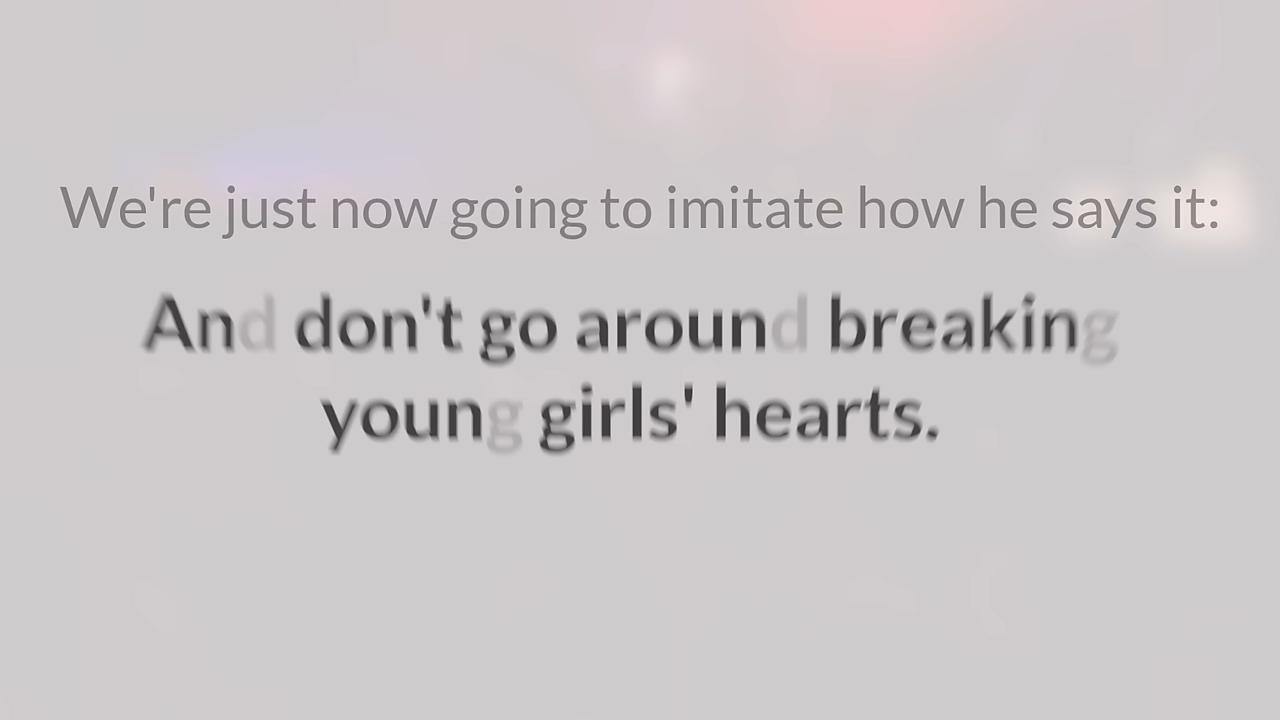 We're just now going to imitate how he says it:
And don't go around breaking
young girls' hearts.